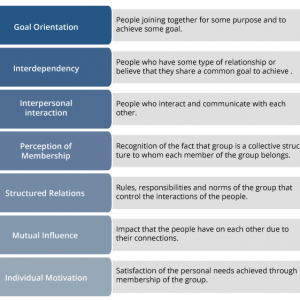 Goal Orientation
People joining together for some purpose and to
achieve some goal.
Interdependency
People who have some type of relationship or
believe that they share a common goal to achieve .
Interpersonal
interaction
People who interact and communicate with each
other.
Perception of
Membership
Recognition of the fact that group is a collective struc
ture to whom each member of the group belongs.
Structured Relations
Rules, responsibilities and norms of the group that
control the interactions of the people.
Mutual Influence
Impact that the people have on each other due to
their connections.
Individual Motivation
Satisfaction of the personal needs achieved through
membership of the group.